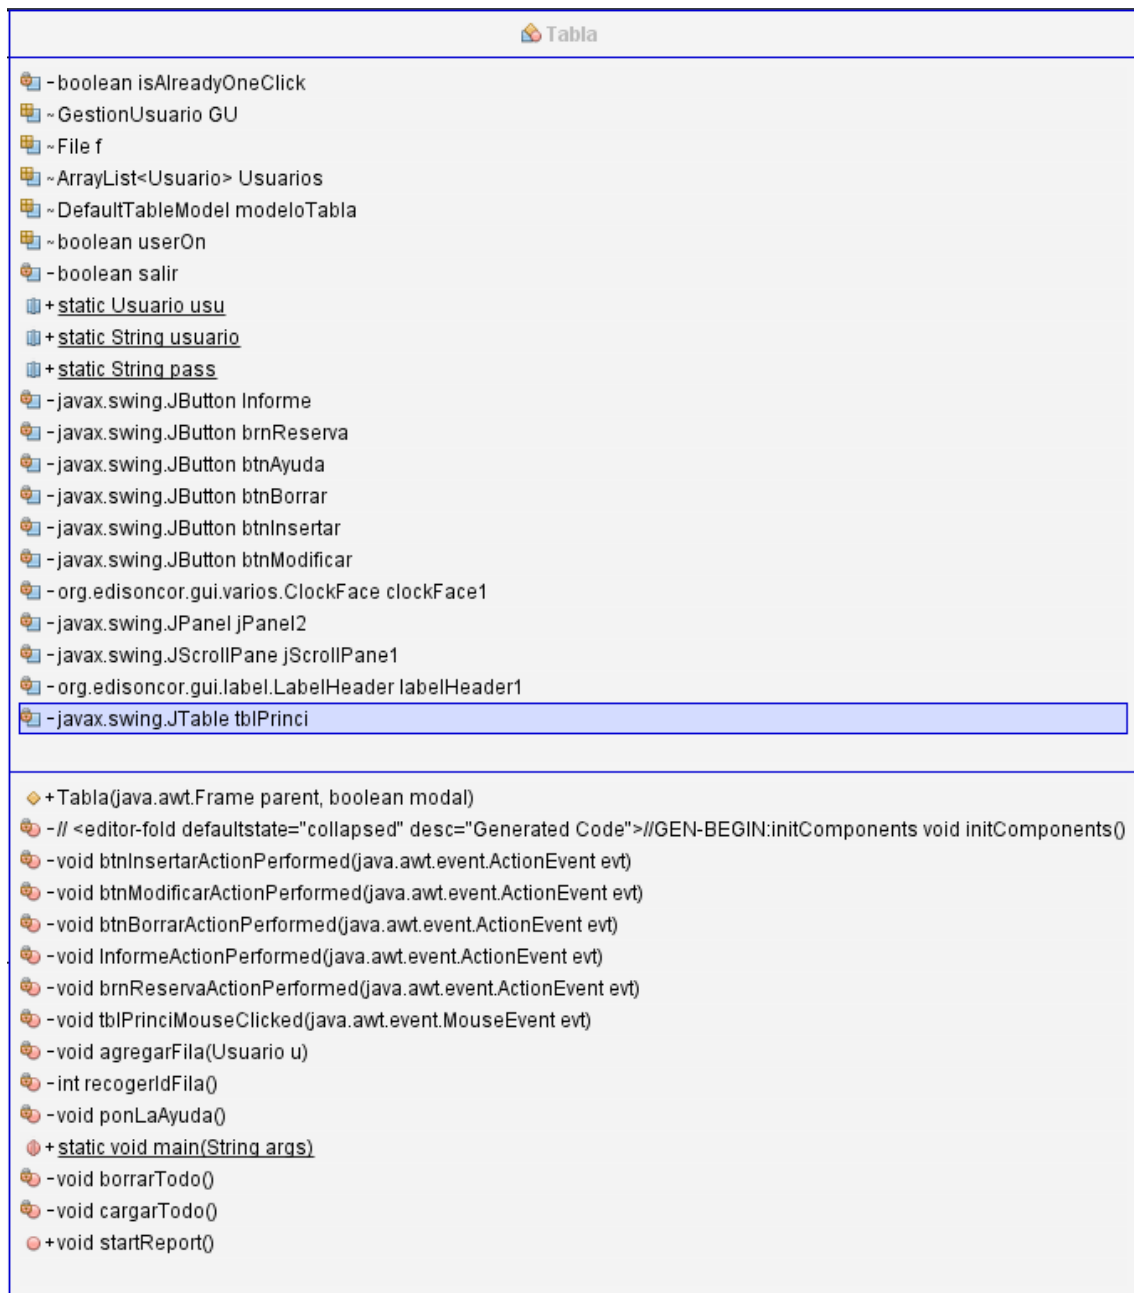 Tabla
-boolean isAlreadyOneClick
~GestionUsuario GU
~File f
~ArrayList<Usuario> Usuarios
~DefaultTableModel modeloTabla
~boolean userOn
-boolean salir
+static Usuario usu
+static String usuario
+static String pass
-javax.swing.JButton Informe
-javax.swing.JButton brnReserva
-javax.swing.JButton btnAyuda
-javax.swing.JButton btnBorrar
-javax.swing.JButton btnInsertar
-javax.swing.JButton btnModificar
-org.edisoncor.gui.varios.ClockFace clockFace1
-javax.swing.JPanel jPanel2
-javax.swing.JScrollPane jScrollPane1
-org.edisoncor.gui.label.LabelHeader labelHeader1
-javax.swing.JTable tblPrinci
+Tabla(java.awt.Frame parent, boolean modal)
-// <editor-fold defaultstate="collapsed" desc="Generated Code">//GEN-BEGIN:initComponents void initComponents()
-void btnInsertarActionPerformed(java.awt.event.ActionEvent evt)
-void btnModificarActionPerformed(java.awt.event.ActionEvent evt)
-void btnBorrarActionPerformed(java.awt.event.ActionEvent evt)
-void InformeActionPerformed(java.awt.event.ActionEvent evt)
-void brnReservaActionPerformed(java.awt.event.ActionEvent evt)
-void tblPrinciMouseClicked(java.awt.event.MouseEvent evt)
-void agregarFila(Usuario u)
-int recogerIdFila()
-void ponLaAyuda()
+static void main(String args)
-void borrarTodo()
-void cargarTodo()
+void startReport()